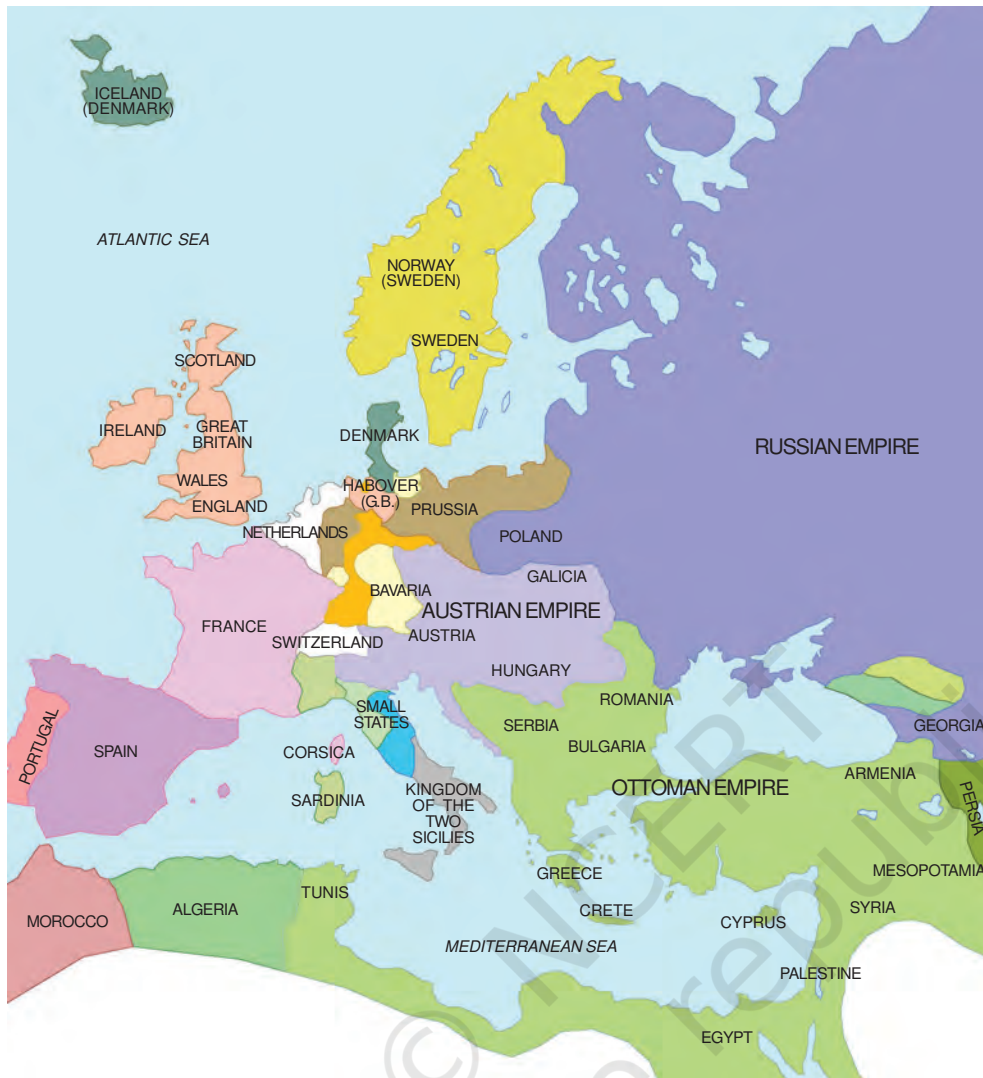 ICELAND
(DENMARK)
ATLANTIC SEA
NORWAY
(SWEDEN)
SWEDEN
SCOTLAND
IRELAND
GREAT
BRITAIN
WALES
ENGLAND
DENMARK
HABOVER
(G.B.)
PRUSSIA
NETHERLANDS
RUSSIAN EMPIRE
POLAND
GALICIA
BAVARIA
AUSTRIAN EMPIRE
FRANCE
SWITZERLAND
AUSTRIA
HUNGARY
ROMANIA
SMALL
STATES
SERBIA
GEORGIA
PORTUGAL
SPAIN
CORSICA
BULGARIA
SARDINIA
KINGDOM
OF THE
TWO
SICILIES
OTTOMAN EMPIRE
ARMENIA
PERSIA
GREECE
MESOPOTAMIA
TUNIS
ALGERIA
MOROCCO
CRETE
CYPRUS
SYRIA
MEDITERRANEAN SEA
PALESTINE
EGYPT
© NCERT
republi